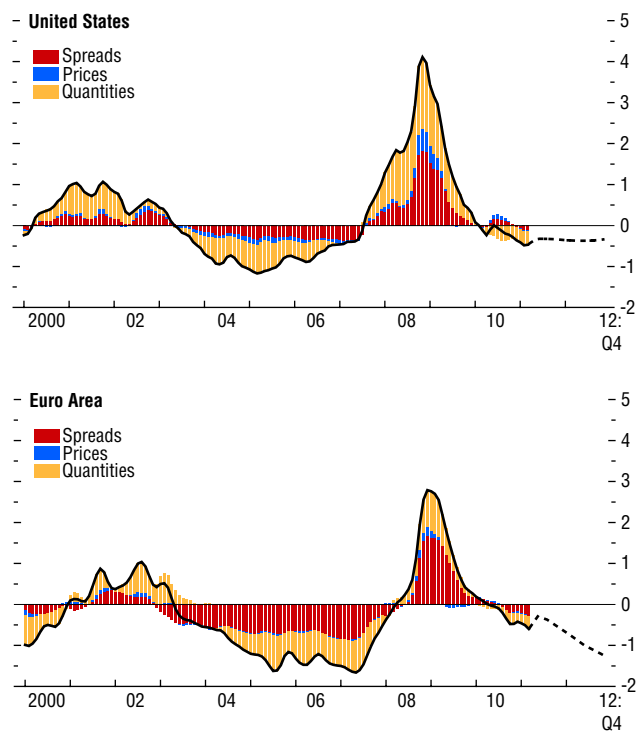 United States
Spreads
Prices
Quantities
5
4
3
2
1
0
-1
-2
2000 02 04 06 08 10 12:
Q4
Euro Area
Spreads
Prices
Quantities
5
4
3
2
1
0
-1
-2
2000 02 04 06 08 10 12:
Q4